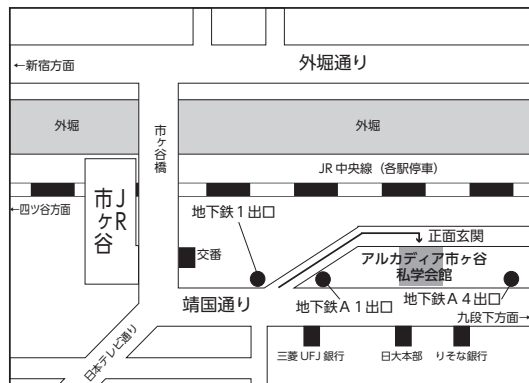 ←新宿方面
外堀通り
外堀
市ヶ谷橋
外堀
JR 中央線（各駅停車）
←四ツ谷方面
JR
市ヶ谷
地下鉄１出口
正面玄関
交番
アルカディア市ヶ谷
私学会館
靖国通り
地下鉄Ａ１出口
地下鉄Ａ４出口
九段下方面→
日本テレビ通り
三菱 UFJ 銀行
日大本部
りそな銀行